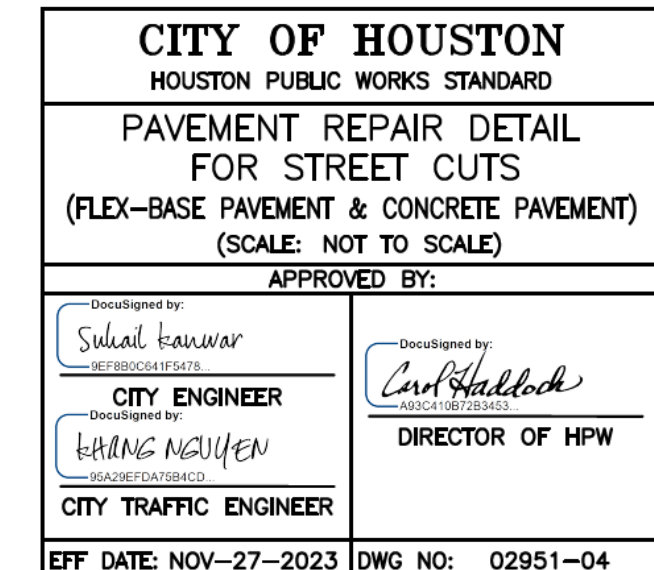 CITY OF HOUSTON
HOUSTON PUBLIC WORKS STANDARD
PAVEMENT REPAIR DETAIL
FOR STREET CUTS
(FLEX-BASE PAVEMENT & CONCRETE PAVEMENT)
(SCALE: NOT TO SCALE)
APPROVED BY:
DocuSigned by:
Suhail Kanwar
9EF8B0C641F5478...
CITY ENGINEER
DocuSigned by:
KHANG NGUYEN
95A29EFDA75B4CD...
CITY TRAFFIC ENGINEER
DocuSigned by:
Carol Haddock
A93C410B72B3453...
DIRECTOR OF HPW
EFF DATE: NOV-27-2023
DWG NO: 02951-04